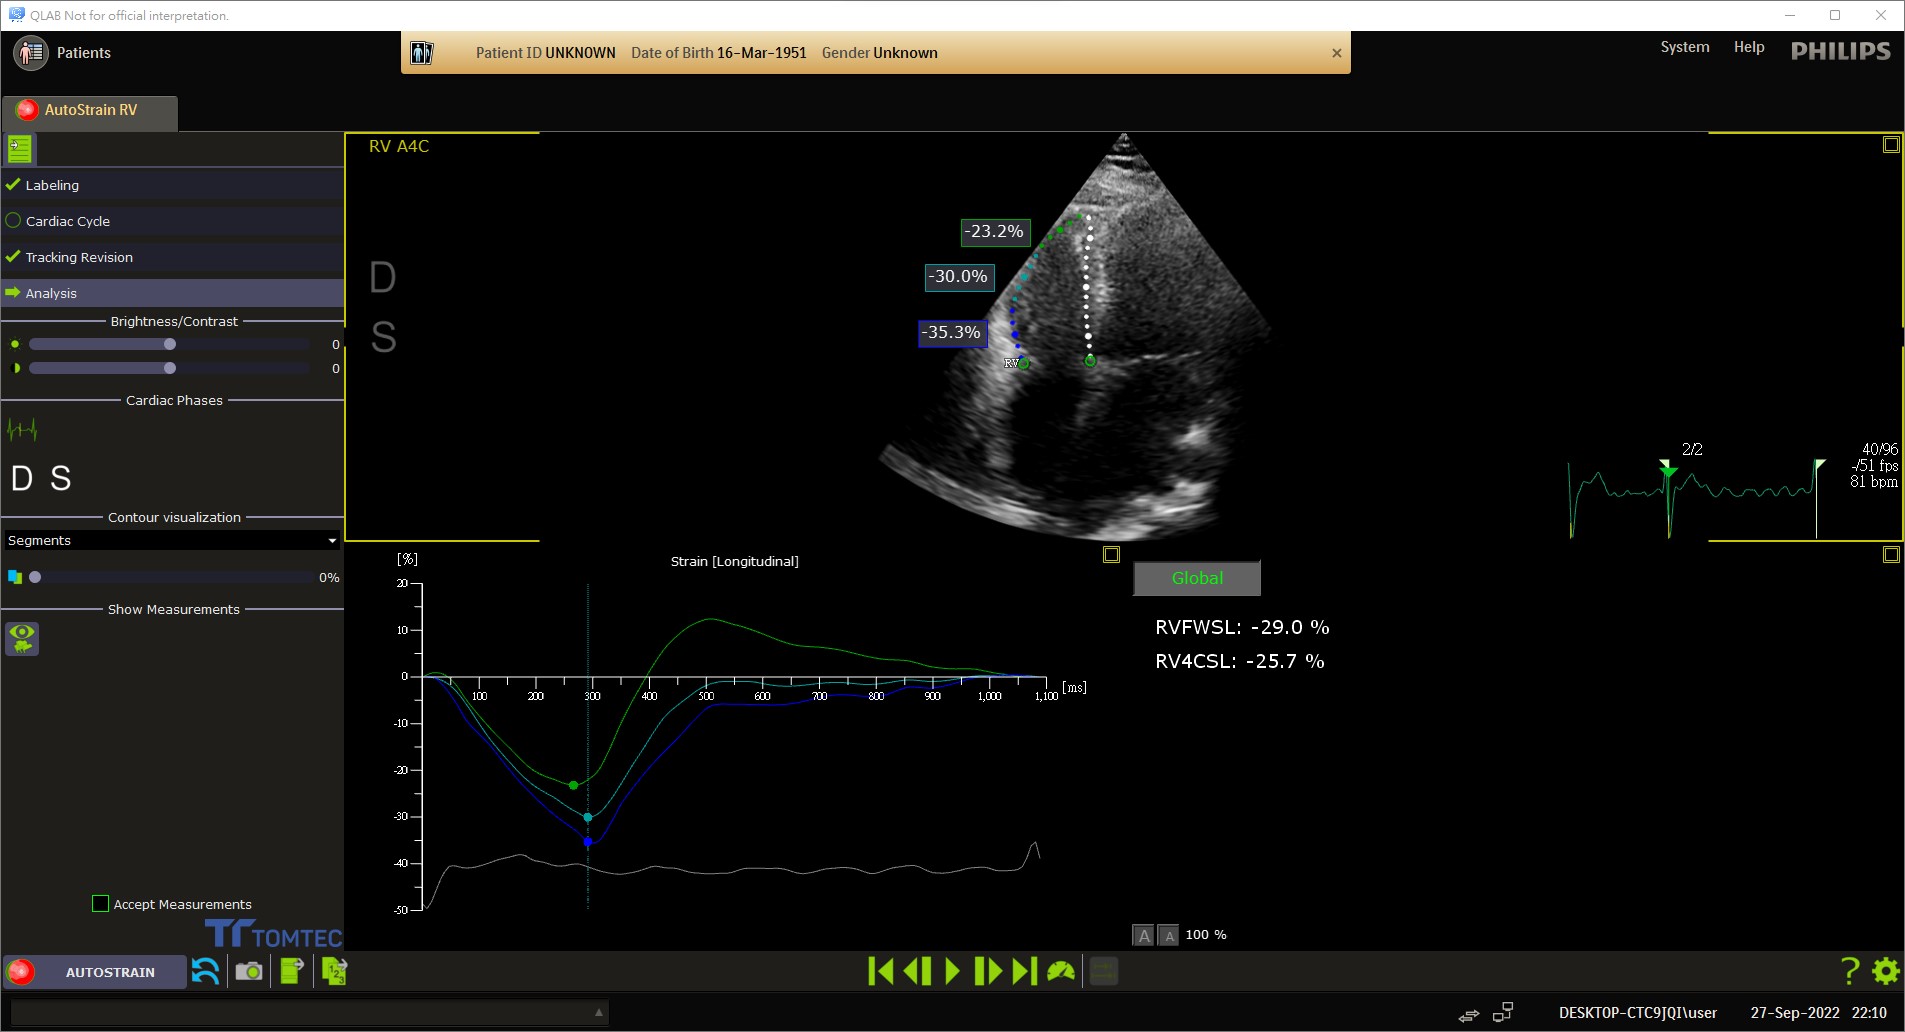 QLAB Not for official interpretation.
Patients
Patient ID UNKNOWN Date of Birth 16-Mar-1951 Gender Unknown
System Help PHILIPS
AutoStrain RV
RV A4C
Labeling
Cardiac Cycle
Tracking Revision
Analysis
Brightness/Contrast
0
0
Cardiac Phases
D S
Contour visualization
Segments
0%
Show Measurements
Accept Measurements
TOMTEC
D
S
-23.2%
-30.0%
-35.3%
RV
2/2
40/96
-/51 fps
81 bpm
[%]
Strain [Longitudinal]
20
10
0
-10
-20
-30
-40
-50
100 200 300 400 500 600 700 800 900 1,000 1,100 [ms]
Global
RVFWSL: -29.0 %
RV4CSL: -25.7 %
A A 100 %
AUTOSTRAIN
1 2 3
?
DESKTOP-CTC9JQI\user 27-Sep-2022 22:10